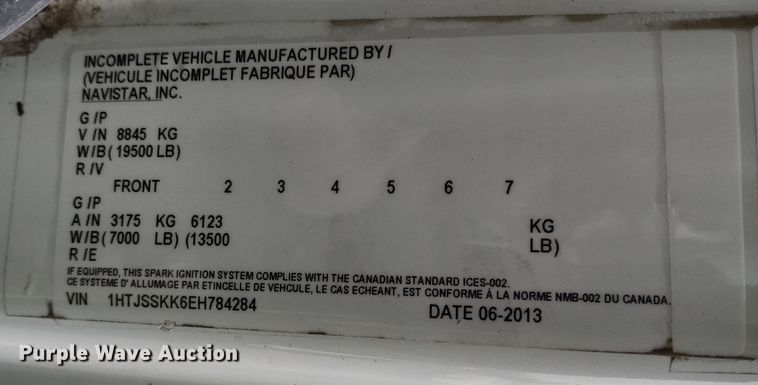 INCOMPLETE VEHICLE MANUFACTURED BY /
(VEHICULE INCOMPLET FABRIQUE PAR)
NAVISTAR, INC.
G /P
V /N 8845 KG
W/B (19500 LB)
R /V
FRONT 2 3 4 5 6 7
G /P
A /N 3175 KG 6123 KG
W/B( 7000 LB) (13500 LB)
R /E
IF EQUIPPED, THIS SPARK IGNITION SYSTEM COMPLIES WITH THE CANADIAN STANDARD ICES-002.
CE SYSTEME D' ALLUMAGE PAR ETINCELLE DE VEHICULE, LE CAS ECHEANT, EST CONFORME À LA NORME NMB-002 DU CANADA.
VIN 1HTJSSKK6EH784284 DATE 06-2013
Purple Wave Auction